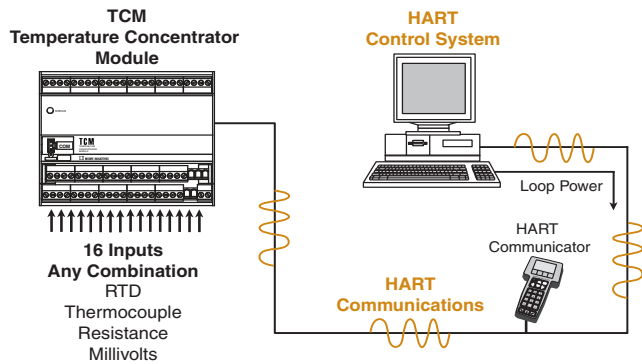 TCM
Temperature Concentrator
Module
HART
Control System
COM
TCM
Loop Power
HART
Communicator
16 Inputs
Any Combination
RTD
Thermocouple
Resistance
Millivolts
HART
Communications